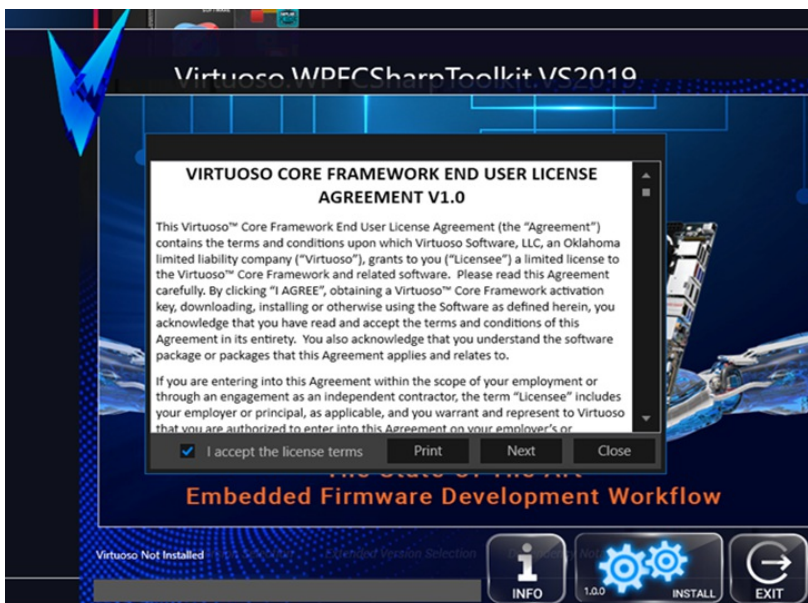 Virtuoso.WPFCSharpToolkit.VS2019
VIRTUOSO CORE FRAMEWORK END USER LICENSE
AGREEMENT V1.0
This Virtuoso™ Core Framework End User License Agreement (the “Agreement”)
contains the terms and conditions upon which Virtuoso Software, LLC, an Oklahoma
limited liability company (“Virtuoso”), grants to you (“Licensee”) a limited license to
the Virtuoso™ Core Framework and related software. Please read this Agreement
carefully. By clicking “I AGREE”, obtaining a Virtuoso™ Core Framework activation
key, downloading, installing or otherwise using the Software as defined herein, you
acknowledge that you have read and accept the terms and conditions of this
Agreement in its entirety. You also acknowledge that you understand the software
package or packages that this Agreement applies and relates to.
If you are entering into this Agreement within the scope of your employment or
through an engagement as an independent contractor, the term “Licensee” includes
your employer or principal, as applicable, and you warrant and represent to Virtuoso
that you are authorized to enter into this Agreement on your employer’s or
I accept the license terms
Print
Next
Close
The State Of The Art
Embedded Firmware Development Workflow
Virtuoso Not Installed
Extended Version Selection
INFO
1.0.0
INSTALL
EXIT